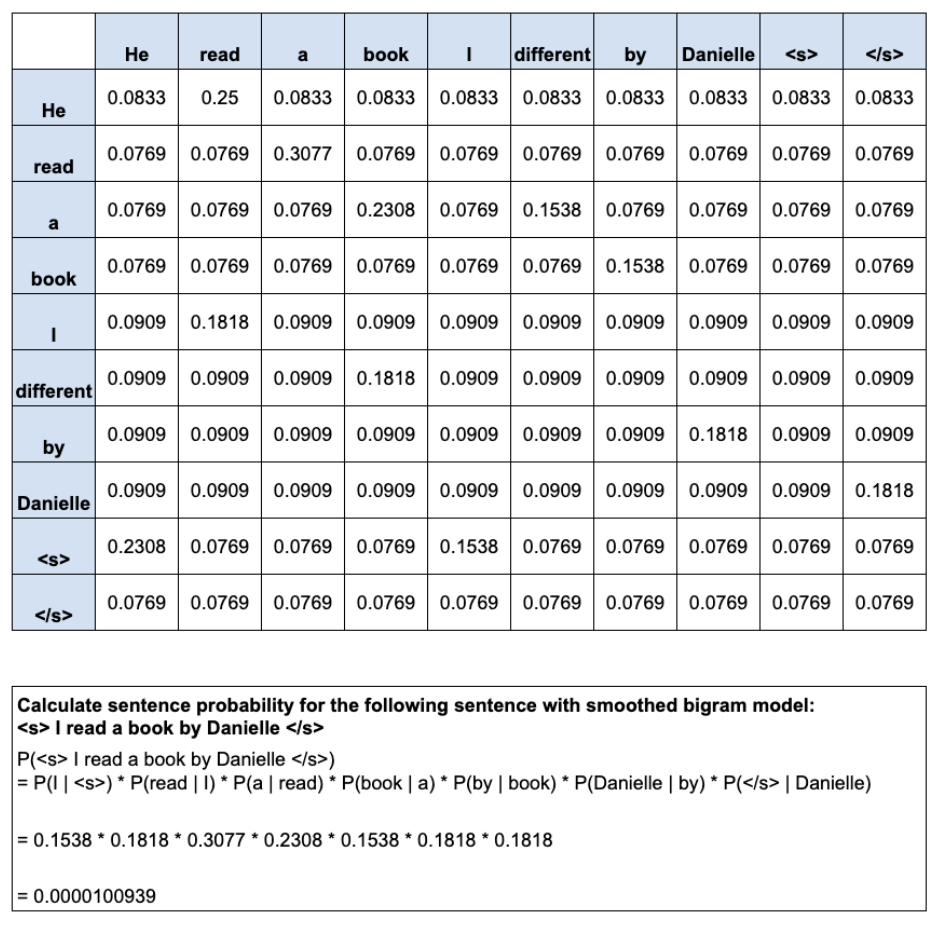 He read a book I different by Danielle <s> </s>
He 0.0833 0.25 0.0833 0.0833 0.0833 0.0833 0.0833 0.0833 0.0833 0.0833
read 0.0769 0.0769 0.3077 0.0769 0.0769 0.0769 0.0769 0.0769 0.0769 0.0769
a 0.0769 0.0769 0.0769 0.2308 0.0769 0.1538 0.0769 0.0769 0.0769 0.0769
book 0.0769 0.0769 0.0769 0.0769 0.0769 0.0769 0.1538 0.0769 0.0769 0.0769
I 0.0909 0.1818 0.0909 0.0909 0.0909 0.0909 0.0909 0.0909 0.0909 0.0909
different 0.0909 0.0909 0.0909 0.1818 0.0909 0.0909 0.0909 0.0909 0.0909 0.0909
by 0.0909 0.0909 0.0909 0.0909 0.0909 0.0909 0.0909 0.1818 0.0909 0.0909
Danielle 0.0909 0.0909 0.0909 0.0909 0.0909 0.0909 0.0909 0.0909 0.0909 0.1818
<s> 0.2308 0.0769 0.0769 0.0769 0.1538 0.0769 0.0769 0.0769 0.0769 0.0769
</s> 0.0769 0.0769 0.0769 0.0769 0.0769 0.0769 0.0769 0.0769 0.0769 0.0769
Calculate sentence probability for the following sentence with smoothed bigram model:
<s> I read a book by Danielle </s>
P(<s> I read a book by Danielle </s>)
= P(I | <s>) * P(read | I) * P(a | read) * P(book | a) * P(by | book) * P(Danielle | by) * P(</s> | Danielle)
= 0.1538 * 0.1818 * 0.3077 * 0.2308 * 0.1538 * 0.1818 * 0.1818
= 0.0000100939